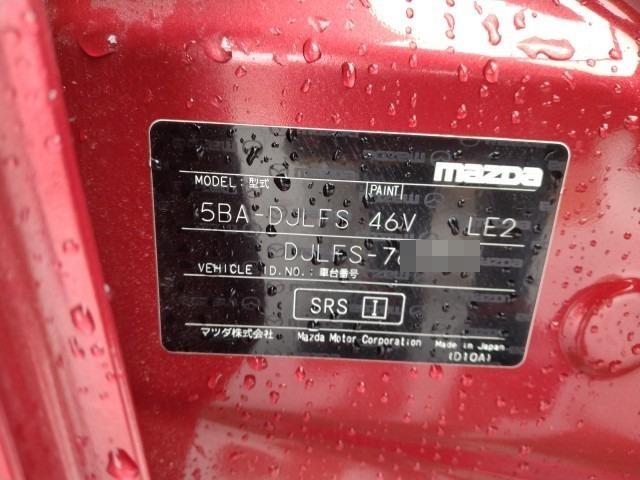 mazda
MODEL:型式 PAINT
5BA-DJLFS 46V LE2
DJLFS-7
VEHICLE ID.NO.:車台番号
SRS I
マツダ株式会社 Mazda Motor Corporation Made in Japan
(D10A)